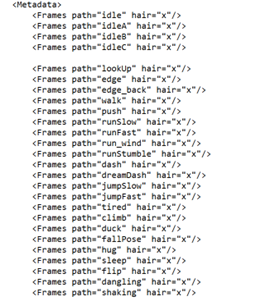 <Metadata>
<Frames path="idle" hair="x"/>
<Frames path="idleA" hair="x"/>
<Frames path="idleB" hair="x"/>
<Frames path="idleC" hair="x"/>
<Frames path="lookUp" hair="x"/>
<Frames path="edge" hair="x"/>
<Frames path="edge_back" hair="x"/>
<Frames path="walk" hair="x"/>
<Frames path="push" hair="x"/>
<Frames path="runSlow" hair="x"/>
<Frames path="runFast" hair="x"/>
<Frames path="run_wind" hair="x"/>
<Frames path="runStumble" hair="x"/>
<Frames path="dash" hair="x"/>
<Frames path="dreamDash" hair="x"/>
<Frames path="jumpSlow" hair="x"/>
<Frames path="jumpFast" hair="x"/>
<Frames path="tired" hair="x"/>
<Frames path="climb" hair="x"/>
<Frames path="duck" hair="x"/>
<Frames path="fallPose" hair="x"/>
<Frames path="hug" hair="x"/>
<Frames path="sleep" hair="x"/>
<Frames path="flip" hair="x"/>
<Frames path="dangling" hair="x"/>
<Frames path="shaking" hair="x"/>